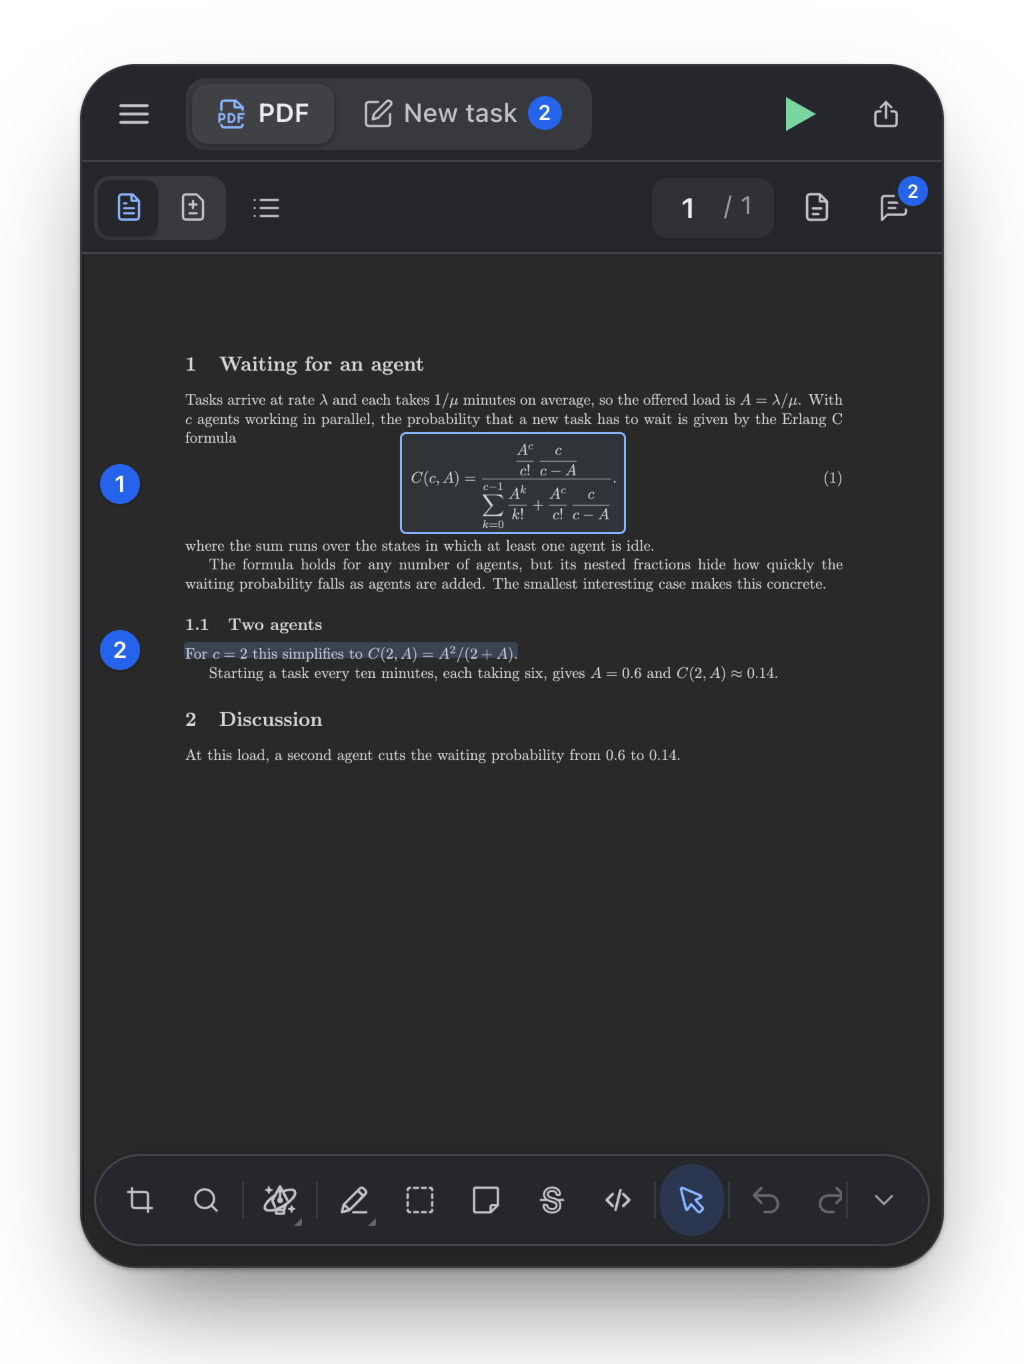 PDF New task 2
1 / 1 2
1 Waiting for an agent
Tasks arrive at rate λ and each takes 1/μ minutes on average, so the offered load is A = λ/μ. With
c agents working in parallel, the probability that a new task has to wait is given by the Erlang C
formula
1 C(c, A) = \frac{\frac{A^c}{c!} \frac{c}{c − A}}{\sum_{k=0}^{c−1} \frac{A^k}{k!} + \frac{A^c}{c!} \frac{c}{c − A}}. (1)
where the sum runs over the states in which at least one agent is idle.
The formula holds for any number of agents, but its nested fractions hide how quickly the
waiting probability falls as agents are added. The smallest interesting case makes this concrete.
1.1 Two agents
2 For c = 2 this simplifies to C(2, A) = A²/(2 + A).
Starting a task every ten minutes, each taking six, gives A = 0.6 and C(2, A) ≈ 0.14.
2 Discussion
At this load, a second agent cuts the waiting probability from 0.6 to 0.14.